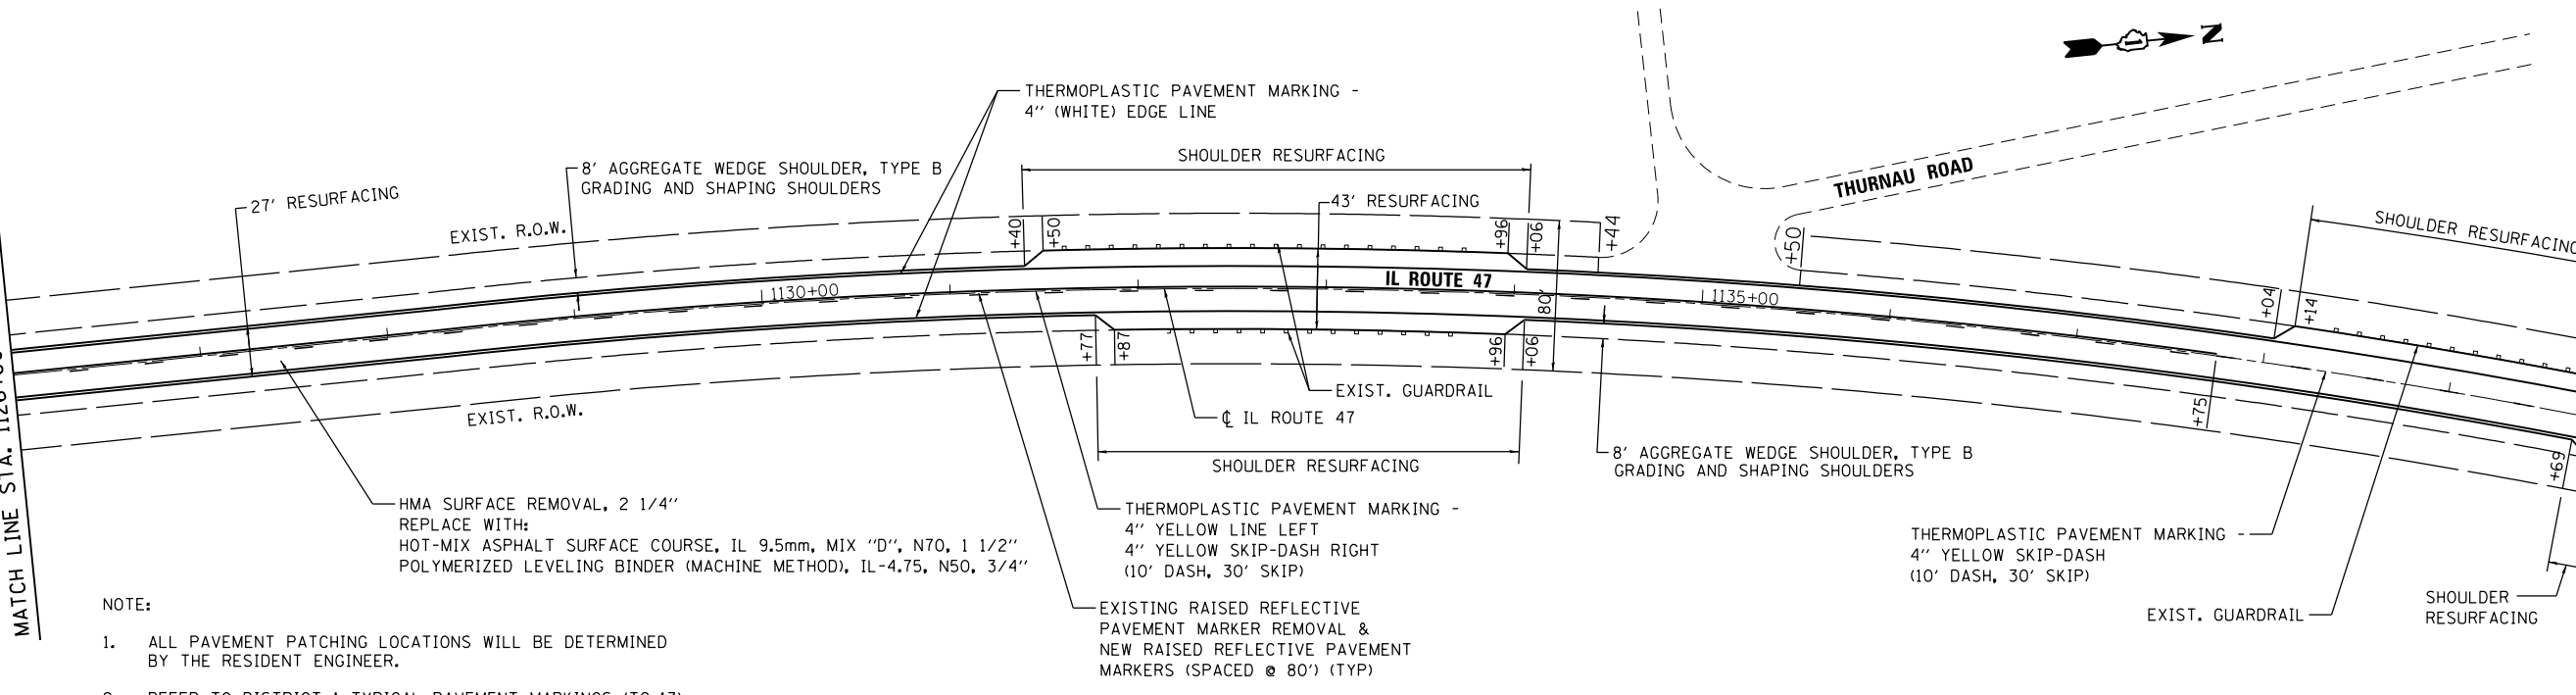 N
THERMOPLASTIC PAVEMENT MARKING -
4'' (WHITE) EDGE LINE
SHOULDER RESURFACING
8' AGGREGATE WEDGE SHOULDER, TYPE B
GRADING AND SHAPING SHOULDERS
27' RESURFACING
43' RESURFACING
THURNAU ROAD
SHOULDER RESURFACING
EXIST. R.O.W.
+40
+50
+96
+06
+44
+50
80'
IL ROUTE 47
1130+00
1135+00
+04
+14
+77
+87
+96
+06
+75
+69
EXIST. GUARDRAIL
℄ IL ROUTE 47
EXIST. R.O.W.
SHOULDER RESURFACING
8' AGGREGATE WEDGE SHOULDER, TYPE B
GRADING AND SHAPING SHOULDERS
MATCH LINE STA.
HMA SURFACE REMOVAL, 2 1/4''
REPLACE WITH:
HOT-MIX ASPHALT SURFACE COURSE, IL 9.5mm, MIX ''D'', N70, 1 1/2''
POLYMERIZED LEVELING BINDER (MACHINE METHOD), IL-4.75, N50, 3/4''
THERMOPLASTIC PAVEMENT MARKING -
4'' YELLOW LINE LEFT
4'' YELLOW SKIP-DASH RIGHT
(10' DASH, 30' SKIP)
THERMOPLASTIC PAVEMENT MARKING -
4'' YELLOW SKIP-DASH
(10' DASH, 30' SKIP)
EXIST. GUARDRAIL
SHOULDER
RESURFACING
EXISTING RAISED REFLECTIVE
PAVEMENT MARKER REMOVAL &
NEW RAISED REFLECTIVE PAVEMENT
MARKERS (SPACED @ 80') (TYP)
NOTE:
1. ALL PAVEMENT PATCHING LOCATIONS WILL BE DETERMINED
BY THE RESIDENT ENGINEER.
REFER TO DISTRICT 1 TYPICAL PAVEMENT MARKINGS